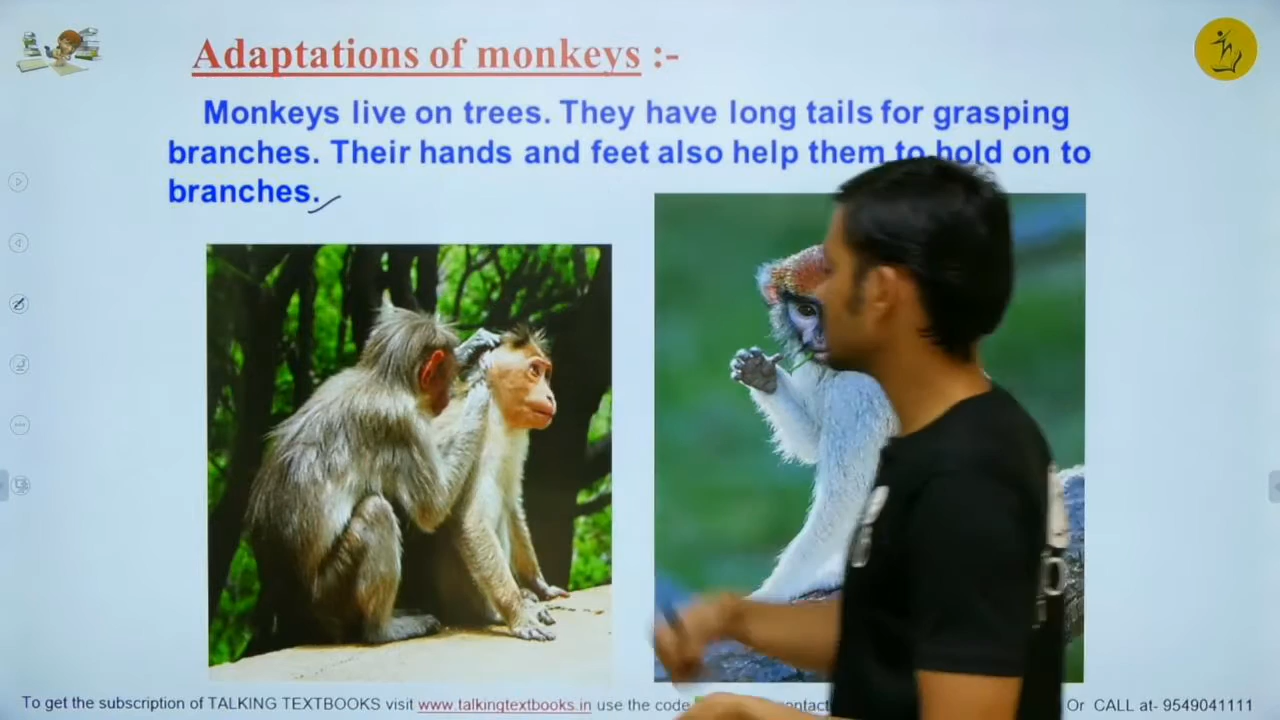 Adaptations of monkeys :-
Monkeys live on trees. They have long tails for grasping
branches. Their hands and feet also help them to hold on to
branches.
To get the subscription of TALKING TEXTBOOKS visit www.talkingtextbooks.in use the code Or CALL at- 9549041111